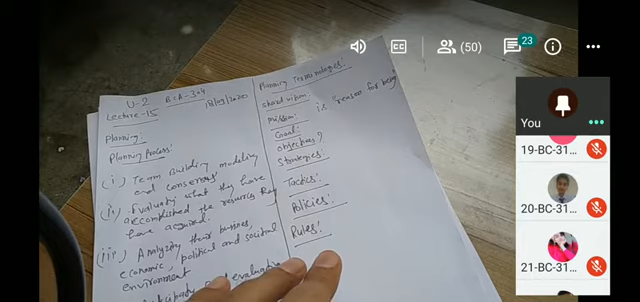 (50)
23
You
19-BC-31...
20-BC-31...
21-BC-31...
U-2 BCA-304
Lecture-15 18/09/2020
Planning:
Planning Process:
(i) Team building modeling
and consensus
(ii) Evaluating what they have
accomplished the resources they
have acquired.
(iii) Analyzing their business,
economic, political and societal
environment
and evaluation
Planning Terminologies:
Shared vision:
mission: is "reason for being
Goal:
objectives?
Strategies:
Tactics:
Policies:
Rules: